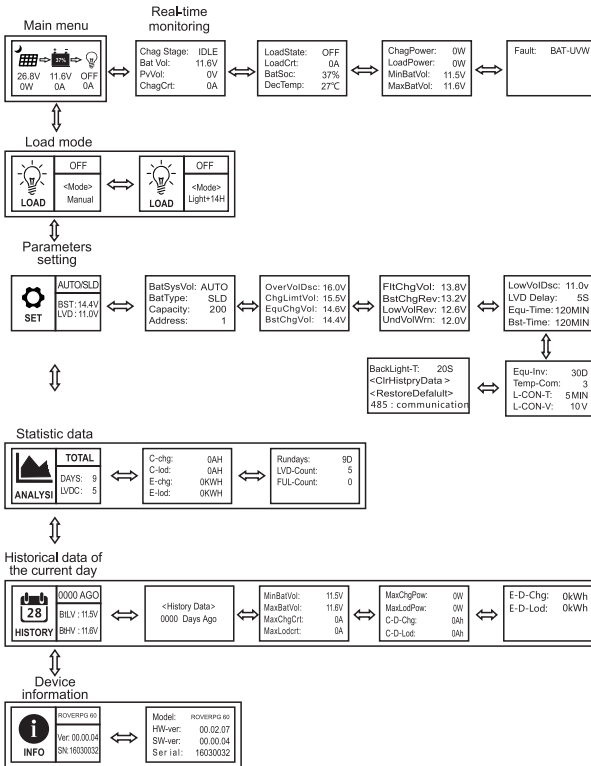 Main menu
Real-time
monitoring
37%
26.8V 11.6V OFF
0W 0A 0A
Chag Stage: IDLE
Bat Vol: 11.6V
PvVol: 0V
ChagCrt: 0A
LoadState: OFF
LoadCrt: 0A
BatSoc: 37%
DecTemp: 27℃
ChagPower: 0W
LoadPower: 0W
MinBatVol: 11.5V
MaxBatVol: 11.6V
Fault: BAT-UVW
Load mode
LOAD
OFF
<Mode>
Manual
LOAD
OFF
<Mode>
Light+14H
Parameters
setting
SET
AUTO/SLD
BST: 14.4V
LVD: 11.0V
BatSysVol: AUTO
BatType: SLD
Capacity: 200
Address: 1
OverVolDsc: 16.0V
ChgLimtVol: 15.5V
EquChgVol: 14.6V
BstChgVol: 14.4V
FltChgVol: 13.8V
BstChgRev: 13.2V
LowVolRev: 12.6V
UndVolWrn: 12.0V
LowVolDsc: 11.0v
LVD Delay: 5S
Equ-Time: 120MIN
Bst-Time: 120MIN
Equ-Inv: 30D
Temp-Com: 3
L-CON-T: 5MIN
L-CON-V: 10V
BackLight-T: 20S
<ClrHistpryData >
<RestoreDefalult>
485 : communication
Statistic data
ANALYSI
TOTAL
DAYS: 9
LVDC: 5
C-chg: 0AH
C-lod: 0AH
E-chg: 0KWH
E-lod: 0KWH
Rundays: 9D
LVD-Count: 5
FUL-Count: 0
Historical data of
the current day
28
HISTORY
0000 AGO
BtLV : 11.5V
BtHV : 11.6V
<History Data>
0000 Days Ago
MinBatVol: 11.5V
MaxBatVol: 11.6V
MaxChgCrt: 0A
MaxLodcrt: 0A
MaxChgPow: 0W
MaxLodPow: 0W
C-D-Chg: 0Ah
C-D-Lod: 0Ah
E-D-Chg: 0kWh
E-D-Lod: 0kWh
Device
information
i
INFO
ROVERPG 60
Ver: 00.00.04
SN: 16030032
Model: ROVERPG 60
HW-ver: 00.02.07
SW-ver: 00.00.04
Serial: 16030032